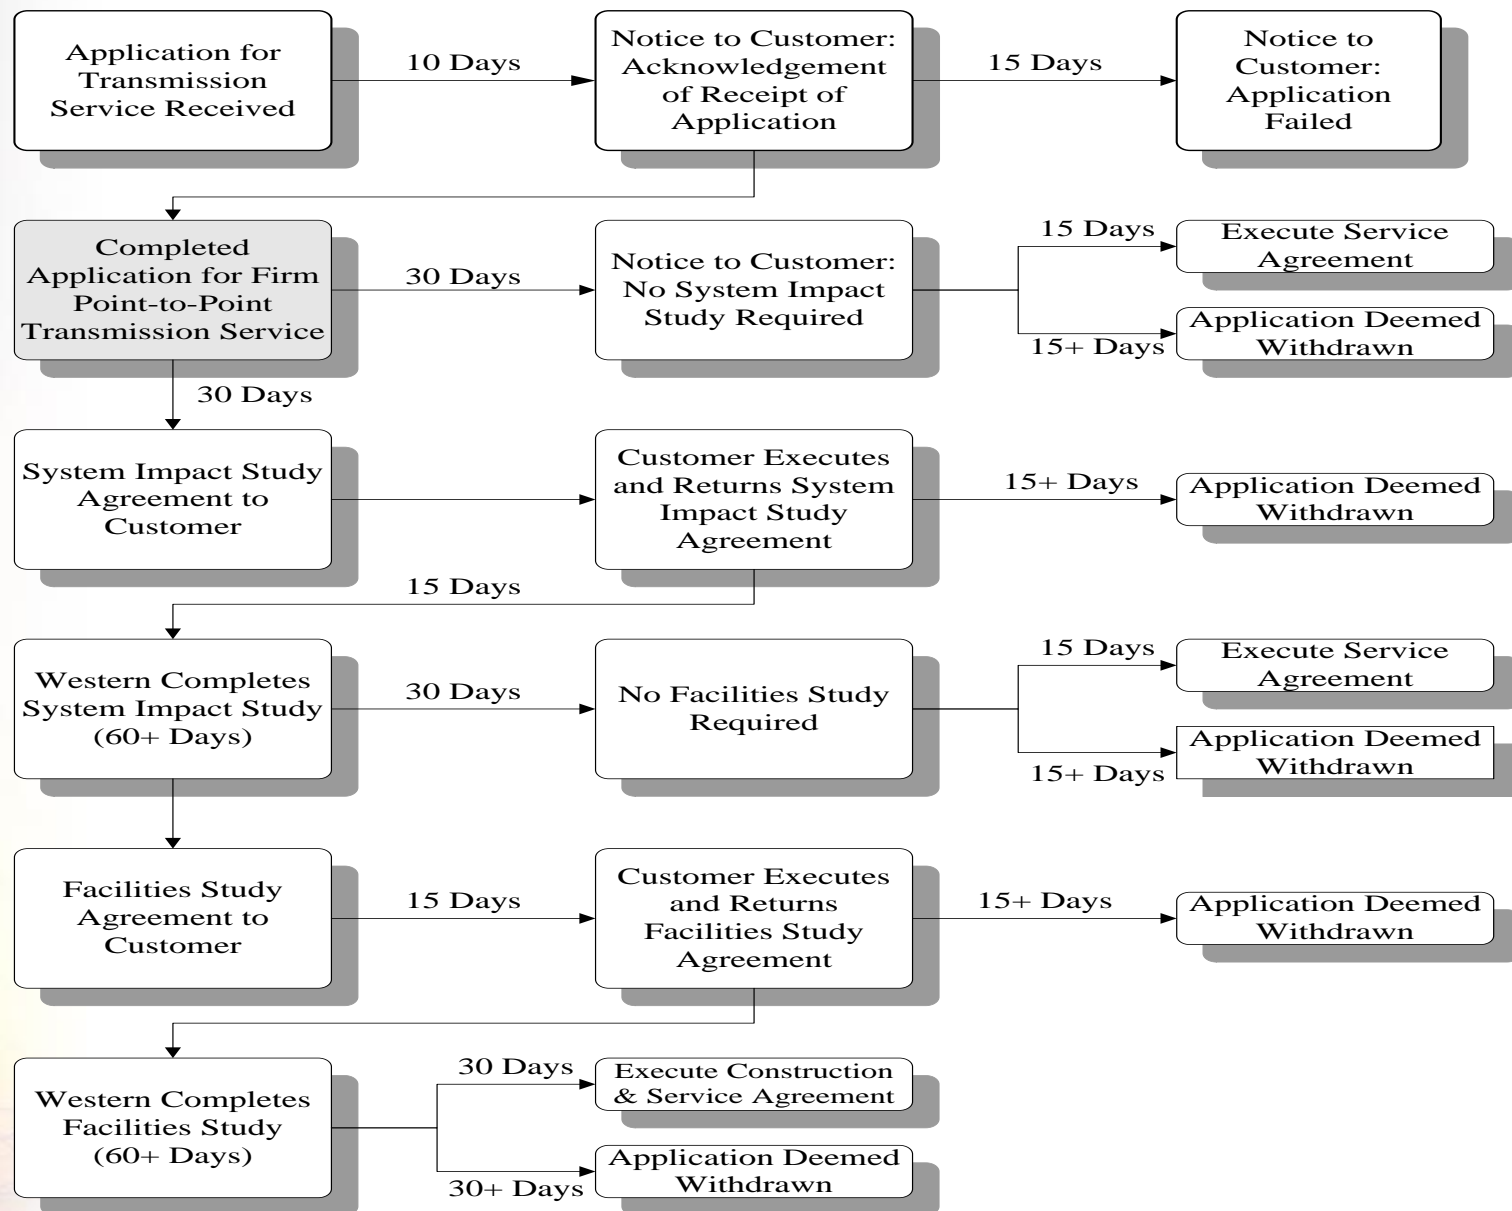 Application for
Transmission
Service Received
10 Days
Notice to Customer:
Acknowledgement
of Receipt of
Application
15 Days
Notice to
Customer:
Application
Failed
Completed
Application for Firm
Point-to-Point
Transmission Service
30 Days
Notice to Customer:
No System Impact
Study Required
15 Days
Execute Service
Agreement
15+ Days
Application Deemed
Withdrawn
30 Days
System Impact Study
Agreement to
Customer
Customer Executes
and Returns System
Impact Study
Agreement
15+ Days
Application Deemed
Withdrawn
15 Days
Western Completes
System Impact Study
(60+ Days)
30 Days
No Facilities Study
Required
15 Days
Execute Service
Agreement
15+ Days
Application Deemed
Withdrawn
Facilities Study
Agreement to
Customer
15 Days
Customer Executes
and Returns
Facilities Study
Agreement
15+ Days
Application Deemed
Withdrawn
Western Completes
Facilities Study
(60+ Days)
30 Days
Execute Construction
& Service Agreement
30+ Days
Application Deemed
Withdrawn